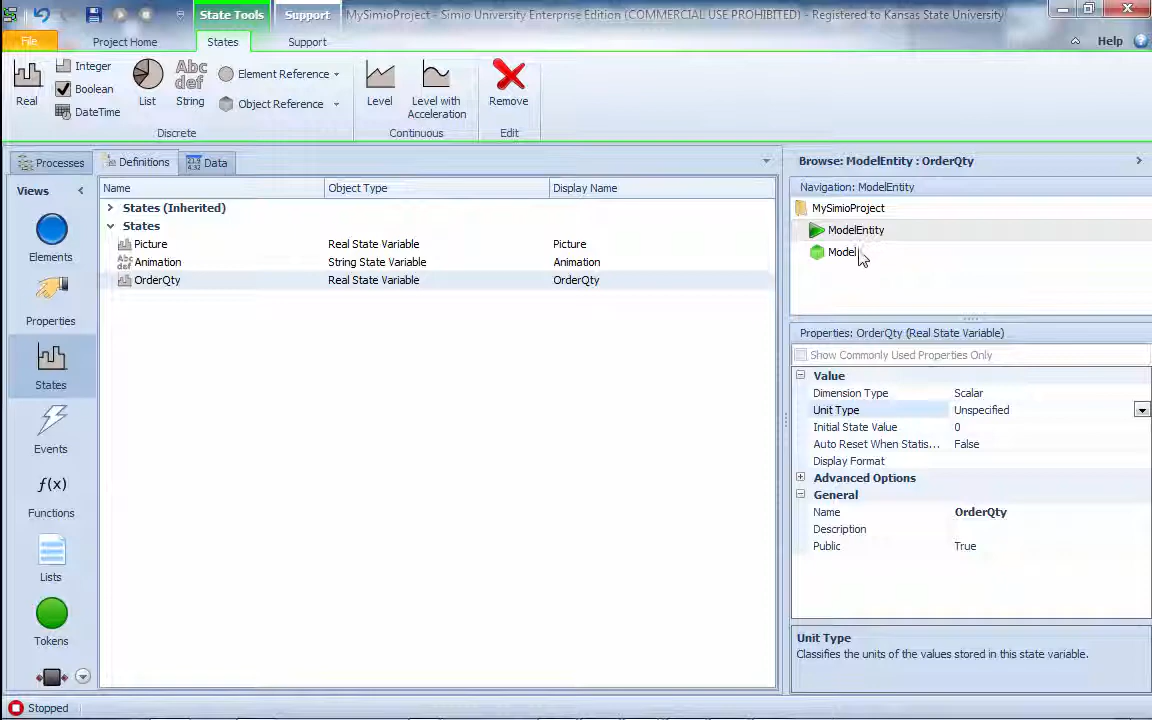 State Tools
Support
MySimioProject - Simio University Enterprise Edition (COMMERCIAL USE PROHIBITED) - Registered to Kansas State University
File
Project Home
States
Support
Help
Real
Integer
Boolean
DateTime
List
Abc
def
String
Element Reference
Object Reference
Level
Level with
Acceleration
Remove
Discrete
Continuous
Edit
Processes
Definitions
Data
Views
Elements
Properties
States
Events
f(x)
Functions
Lists
Tokens
Name
Object Type
Display Name
States (Inherited)
States
Picture
Real State Variable
Picture
Abc
def
Animation
String State Variable
Animation
OrderQty
Real State Variable
OrderQty
Browse: ModelEntity : OrderQty
Navigation: ModelEntity
MySimioProject
ModelEntity
Model
Properties: OrderQty (Real State Variable)
Show Commonly Used Properties Only
Value
Dimension Type
Scalar
Unit Type
Unspecified
Initial State Value
0
Auto Reset When Statis...
False
Display Format
Advanced Options
General
Name
OrderQty
Description
Public
True
Unit Type
Classifies the units of the values stored in this state variable.
Stopped